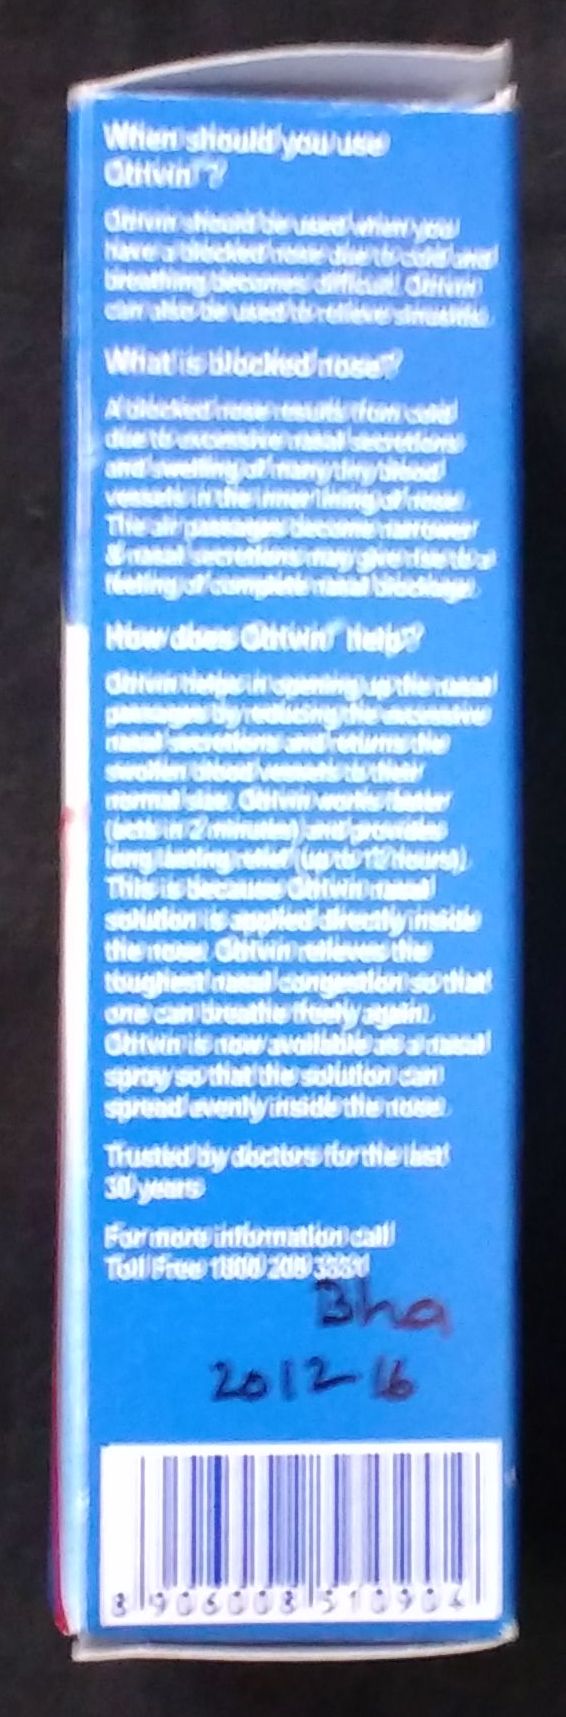 When should you use
Otrivin®?
Otrivin should be used when you
have a blocked nose due to cold and
breathing becomes difficult. Otrivin
can also be used to relieve sinusitis.
What is blocked nose?
A blocked nose results from cold
due to excessive nasal secretions
and swelling of many tiny blood
vessels in the inner lining of nose.
The air passages become narrower
& nasal secretions may give rise to a
feeling of complete nasal blockage.
How does Otrivin® help?
Otrivin helps in opening up the nasal
passages by reducing the excessive
nasal secretions and returns the
swollen blood vessels to their
normal size. Otrivin works faster
(acts in 2 minutes) and provides
long lasting relief (up to 12 hours).
This is because Otrivin nasal
solution is applied directly inside
the nose. Otrivin relieves the
toughest nasal congestion so that
one can breathe freely again.
Otrivin is now available as a nasal
spray so that the solution can
spread evenly inside the nose.
Trusted by doctors for the last
30 years
For more information call
Toll Free 1800 209
Bha
2012-16
8 906008 510904